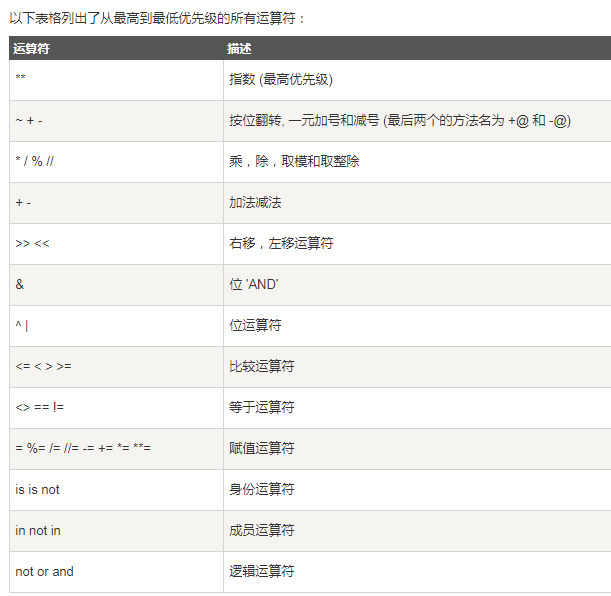 以下表格列出了从最高到最低优先级的所有运算符：
运算符 描述
** 指数 (最高优先级)
~ + - 按位翻转, 一元加号和减号 (最后两个的方法名为 +@ 和 -@)
* / % // 乘，除，取模和取整除
+ - 加法减法
>> << 右移，左移运算符
& 位 'AND'
^ | 位运算符
<= < > >= 比较运算符
<> == != 等于运算符
= %= /= //= -= += *= **= 赋值运算符
is is not 身份运算符
in not in 成员运算符
not or and 逻辑运算符